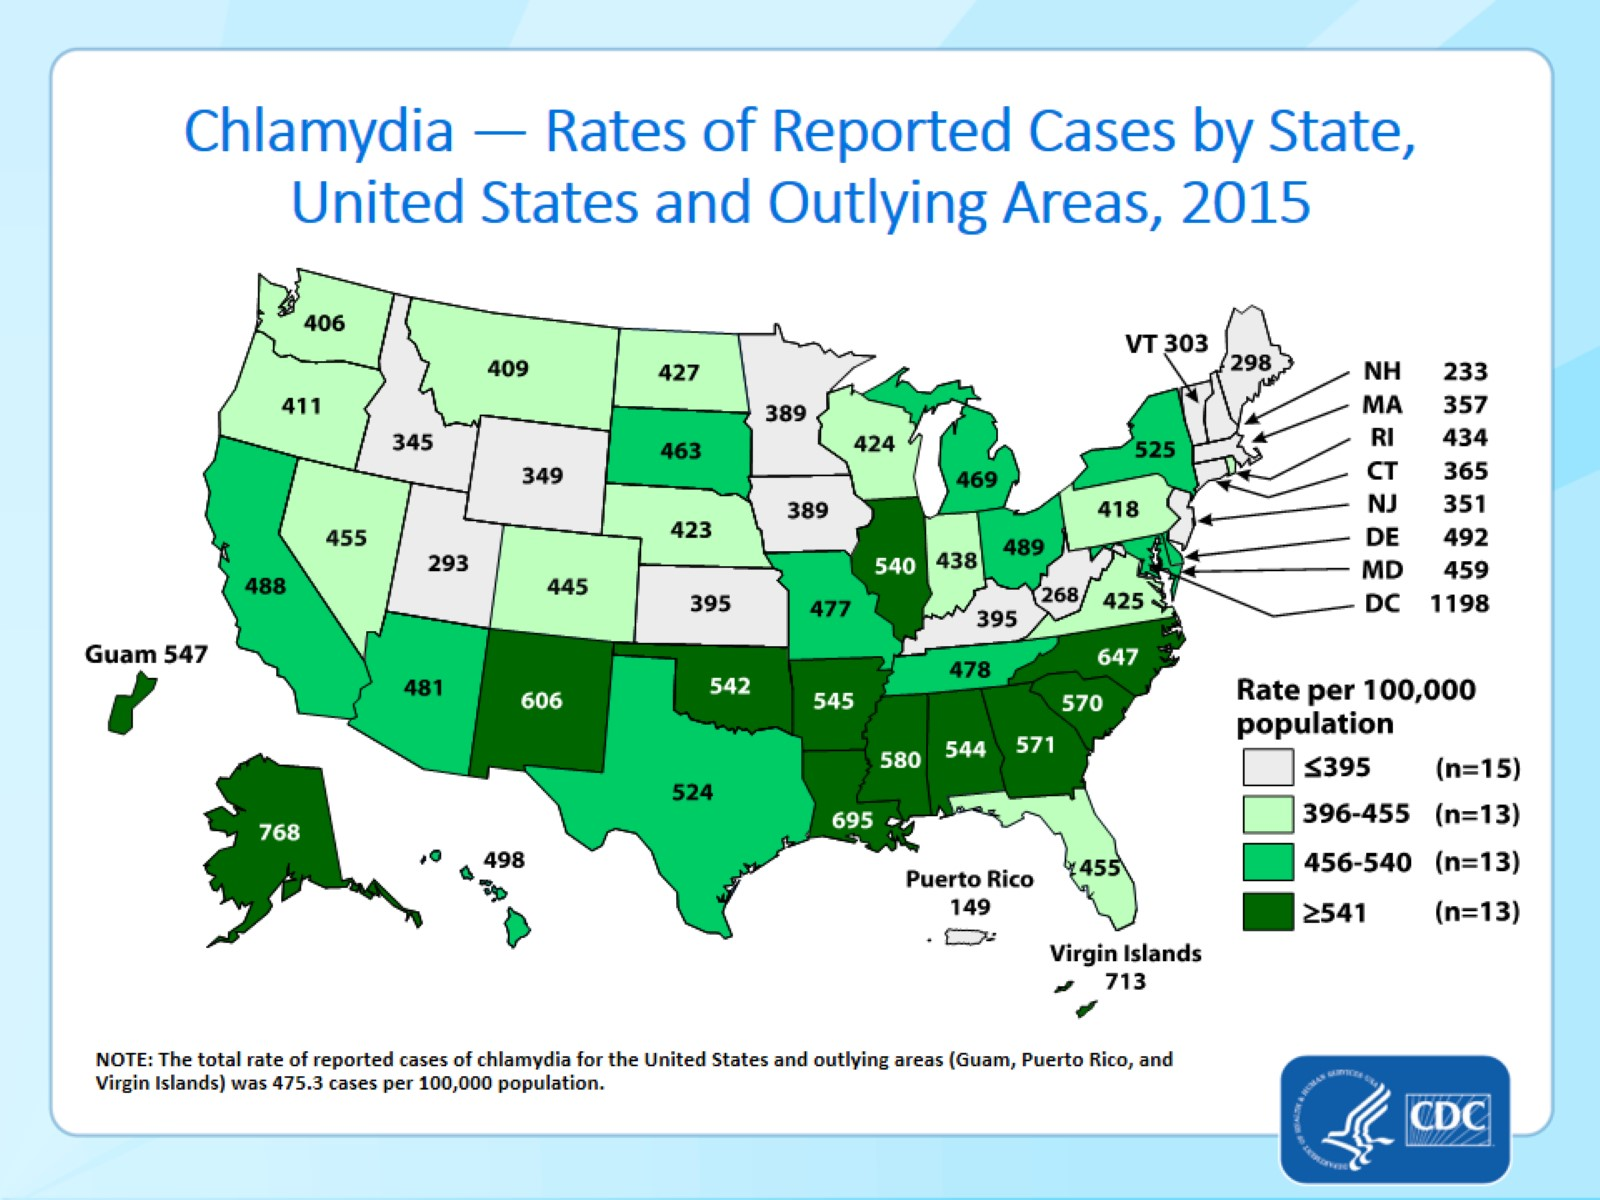 Chlamydia — Rates of Reported Cases by State,
United States and Outlying Areas, 2015
406
409
427
VT 303
298
NH 233
411
389
MA 357
345
463
424
525
RI 434
349
469
CT 365
389
418
NJ 351
455
423
DE 492
293
540
438
489
MD 459
488
445
395
477
268
425
DC 1198
395
Guam 547
478
647
481
606
542
545
570
Rate per 100,000
population
580
544
571
≤395 (n=15)
524
695
396-455 (n=13)
768
498
455
456-540 (n=13)
Puerto Rico
149
≥541 (n=13)
Virgin Islands
713
NOTE: The total rate of reported cases of chlamydia for the United States and outlying areas (Guam, Puerto Rico, and
Virgin Islands) was 475.3 cases per 100,000 population.
CDC